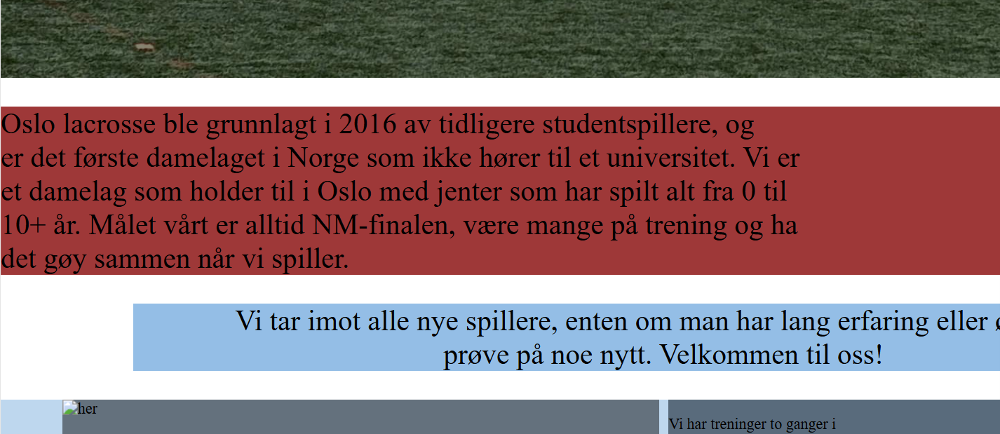 Oslo lacrosse ble grunnlagt i 2016 av tidligere studentspillere, og
er det første damelaget i Norge som ikke hører til et universitet. Vi er
et damelag som holder til i Oslo med jenter som har spilt alt fra 0 til
10+ år. Målet vårt er alltid NM-finalen, være mange på trening og ha
det gøy sammen når vi spiller.
Vi tar imot alle nye spillere, enten om man har lang erfaring eller
prøve på noe nytt. Velkommen til oss!
her
Vi har treninger to ganger i